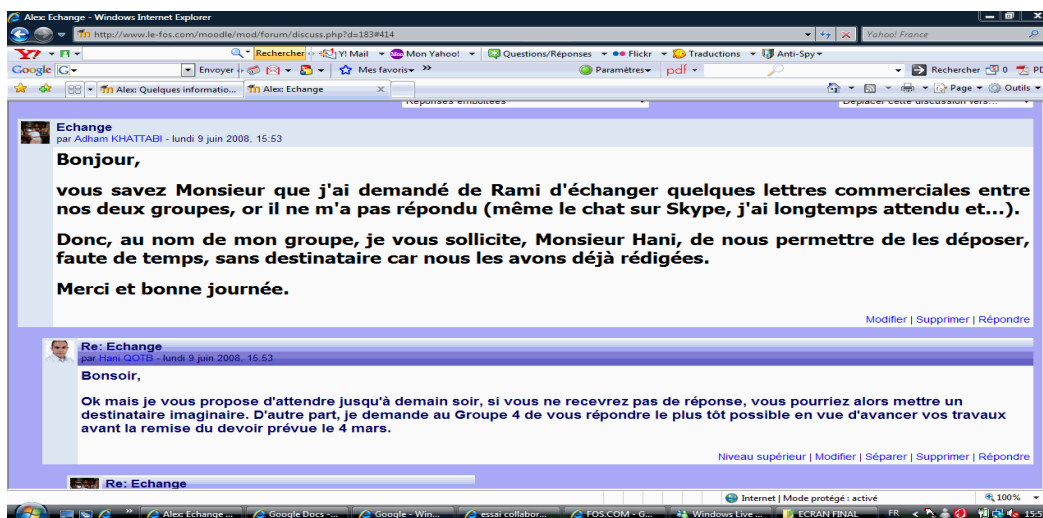 Alex: Echange - Windows Internet Explorer
http://www.le-fos.com/moodle/mod/forum/discuss.php?d=183#414 Yahoo! France
Rechercher Y! Mail Mon Yahoo! Questions/Réponses Flickr Traductions Anti-Spy
Google G Envoyer Mes favoris Paramètres pdf Rechercher 0 PD
Alex: Quelques informatio... Alex: Echange Page Outils
Réponses emboîtées Déplacer cette discussion vers...
Echange
par Adham KHATTABI - lundi 9 juin 2008, 15:53
Bonjour,
vous savez Monsieur que j'ai demandé de Rami d'échanger quelques lettres commerciales entre
nos deux groupes, or il ne m'a pas répondu (même le chat sur Skype, j'ai longtemps attendu et...).
Donc, au nom de mon groupe, je vous sollicite, Monsieur Hani, de nous permettre de les déposer,
faute de temps, sans destinataire car nous les avons déjà rédigées.
Merci et bonne journée.
Modifier | Supprimer | Répondre
Re: Echange
par Hani QOTB - lundi 9 juin 2008, 15:53
Bonsoir,
Ok mais je vous propose d'attendre jusqu'à demain soir, si vous ne recevrez pas de réponse, vous pourriez alors mettre un
destinataire imaginaire. D'autre part, je demande au Groupe 4 de vous répondre le plus tôt possible en vue d'avancer vos travaux
avant la remise du devoir prévue le 4 mars.
Niveau supérieur | Modifier | Séparer | Supprimer | Répondre
Re: Echange
Internet | Mode protégé : activé 100%
Alex: Echange ... Google Docs -... Google - Win... essai collabor... FOS.COM - G... Windows Live ... ECRAN FINAL FR 15:5